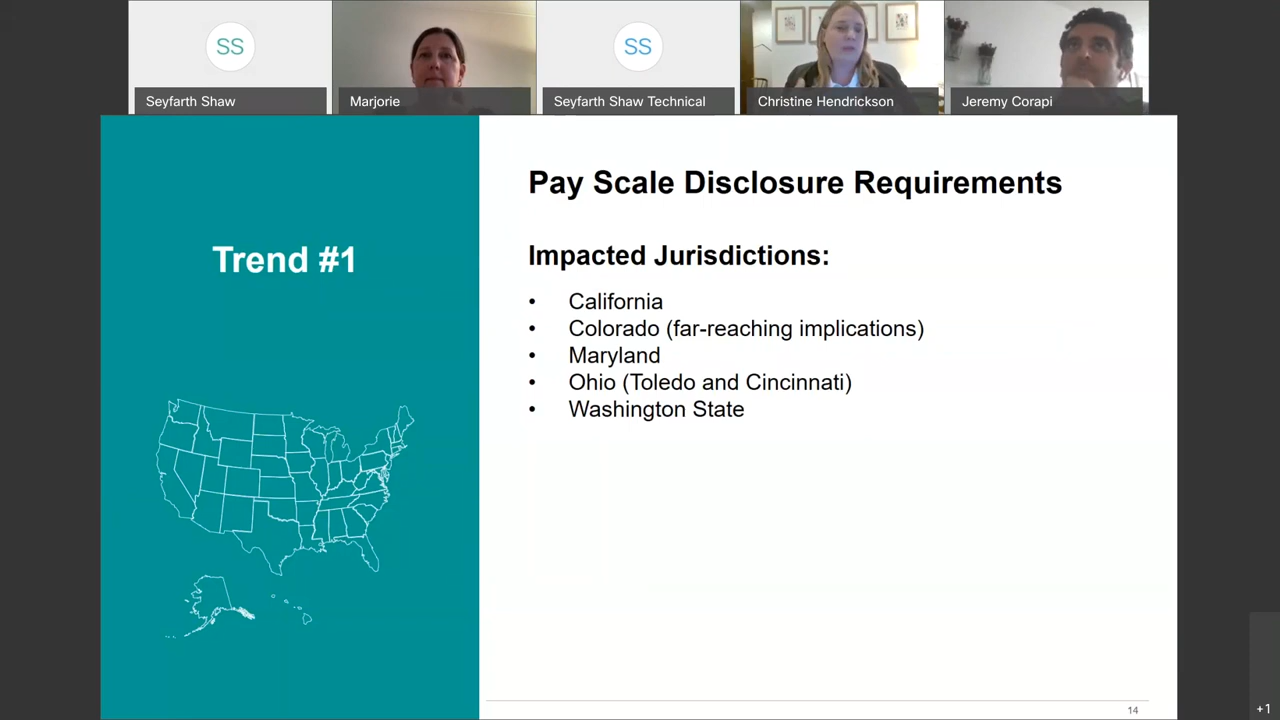 SS
SS
Seyfarth Shaw
Marjorie
Seyfarth Shaw Technical
Christine Hendrickson
Jeremy Corapi
Trend #1
Pay Scale Disclosure Requirements
Impacted Jurisdictions:
• California
• Colorado (far-reaching implications)
• Maryland
• Ohio (Toledo and Cincinnati)
• Washington State
14
+1